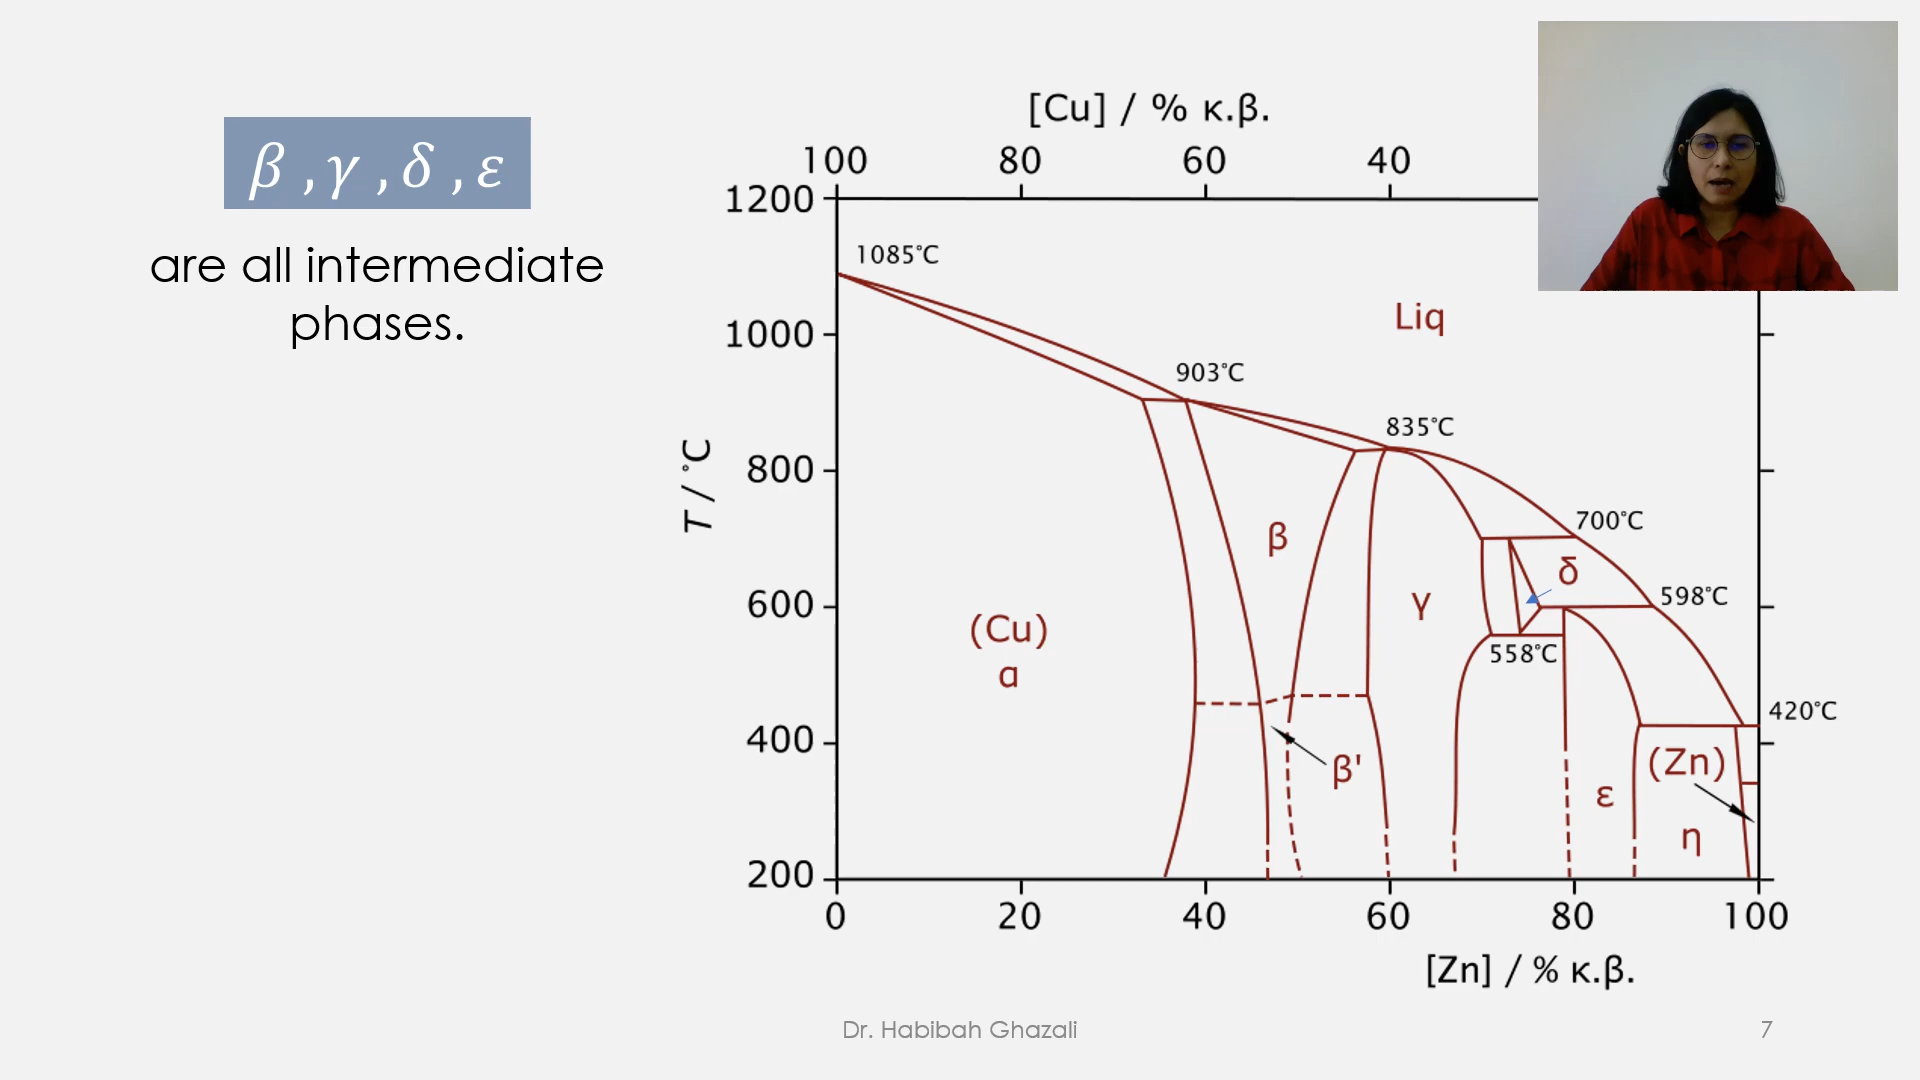 β , γ , δ , ε
are all intermediate
phases.
[Cu] / % κ.β.
100 80 60 40
1200
1000
800
600
400
200
T / °C
1085°C
903°C
835°C
700°C
598°C
558°C
420°C
Liq
β
δ
γ
(Cu)
α
β'
ε
(Zn)
η
0 20 40 60 80 100
[Zn] / % κ.β.
Dr. Habibah Ghazali
7